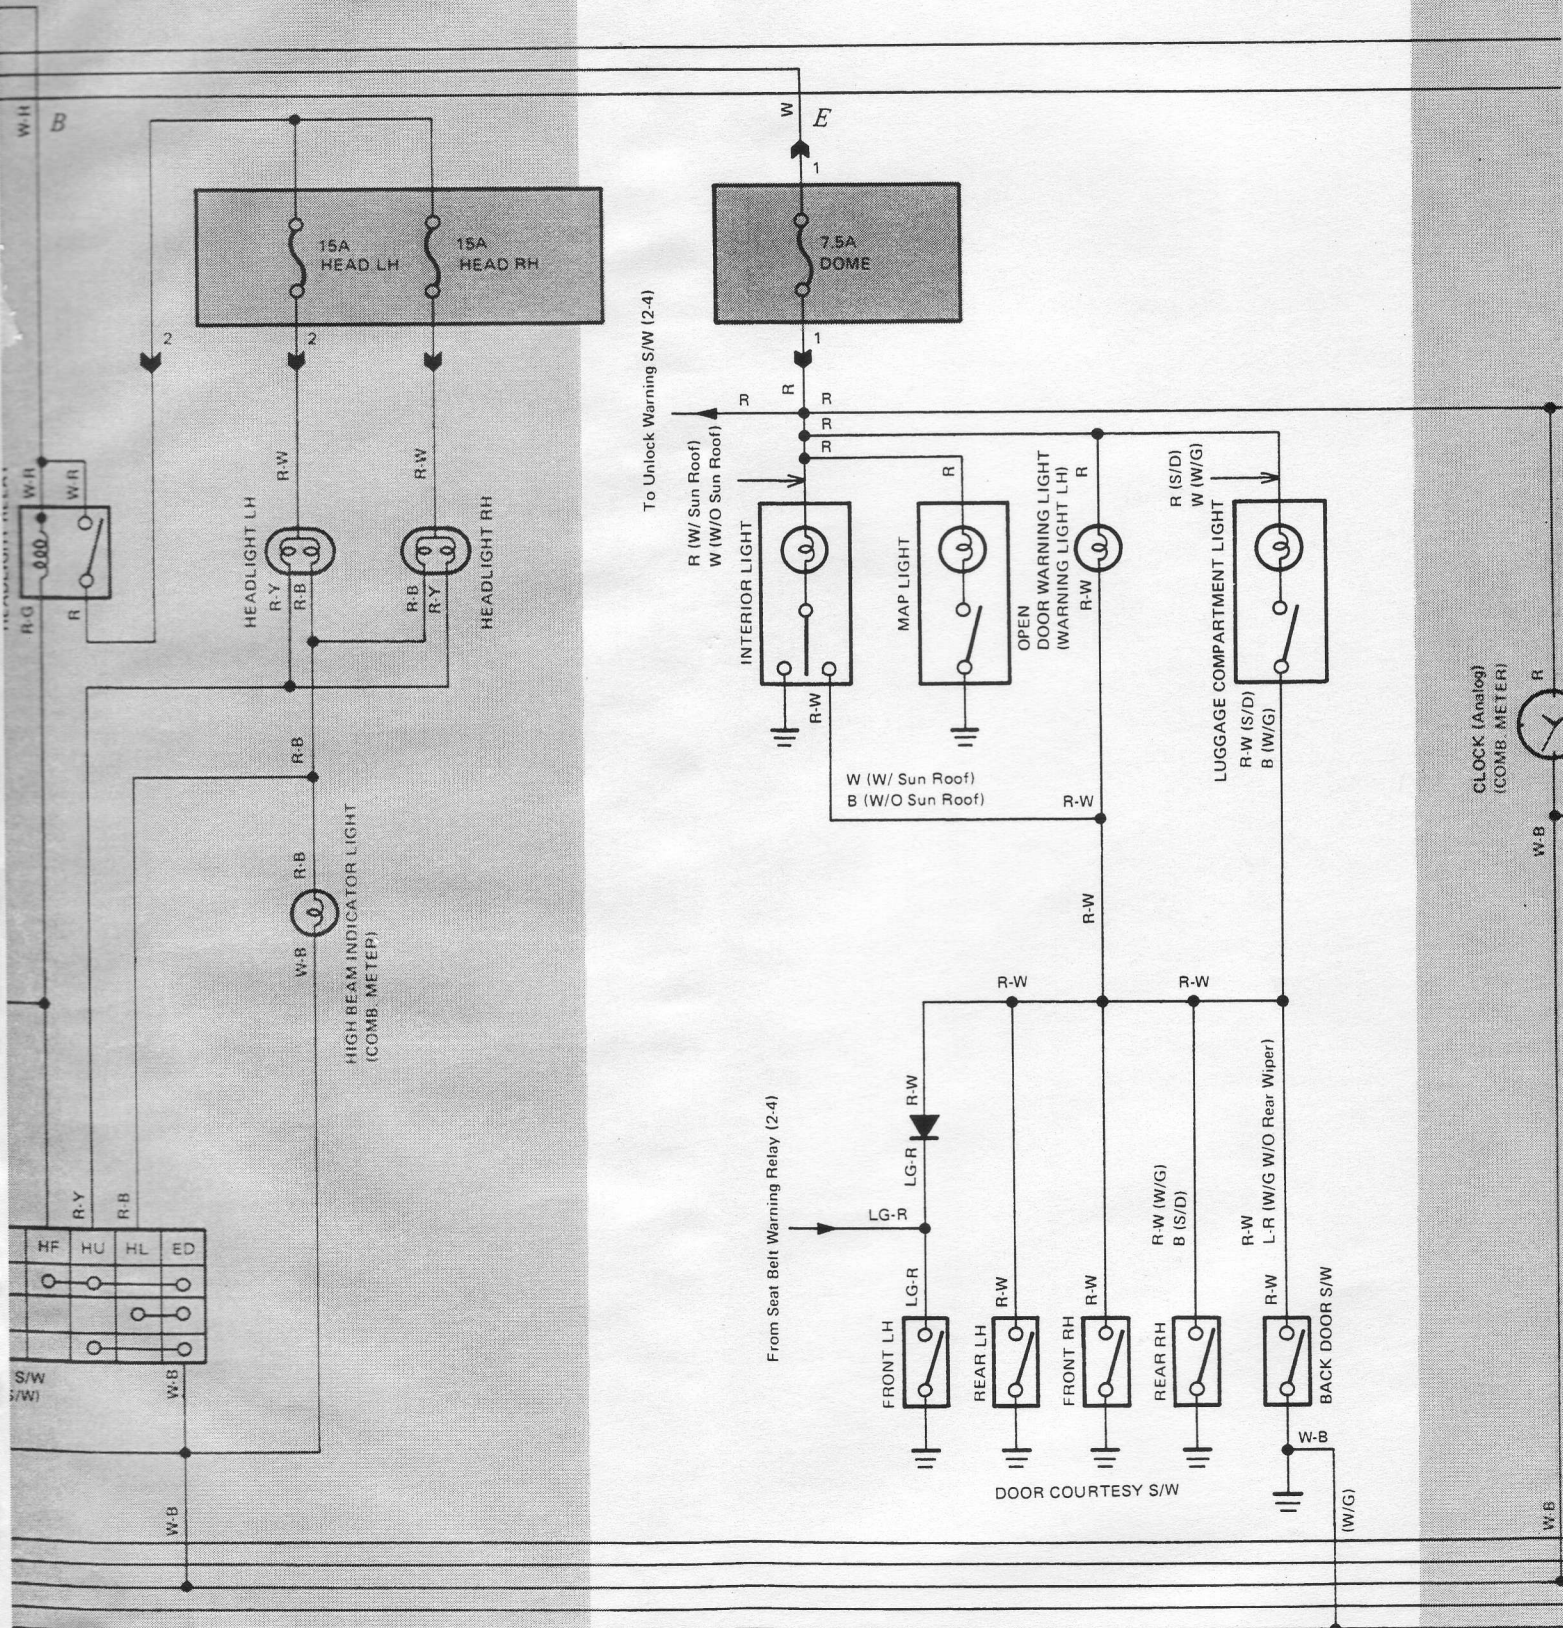 W-H
B
W
E
1
15A
HEAD LH
15A
HEAD RH
7.5A
DOME
2
2
1
To Unlock Warning S/W (2-4)
R
R
R
R
R
R (W/ Sun Roof)
W (W/O Sun Roof)
R
R
R (S/D)
W (W/G)
W-R
W-R
R-W
R-W
HEADLIGHT LH
HEADLIGHT RH
INTERIOR LIGHT
MAP LIGHT
OPEN
DOOR WARNING LIGHT
(WARNING LIGHT LH)
LUGGAGE COMPARTMENT LIGHT
R-G
R
R-Y
R-B
R-B
R-Y
R-W
R-W
R-W (S/D)
B (W/G)
CLOCK (Analog)
(COMB. METER)
R
R-B
W (W/ Sun Roof)
B (W/O Sun Roof)
R-W
W-B
R-B
HIGH BEAM INDICATOR LIGHT
(COMB. METER)
W-B
R-W
R-W
R-W
From Seat Belt Warning Relay (2-4)
R-W
LG-R
LG-R
LG-R
R-W
R-W
R-W (W/G)
B (S/D)
R-W
L-R (W/G W/O Rear Wiper)
R-W
R-Y
R-B
HF
HU
HL
ED
FRONT LH
REAR LH
FRONT RH
REAR RH
BACK DOOR S/W
S/W
S/W)
W-B
W-B
DOOR COURTESY S/W
W-B
(W/G)
W-B